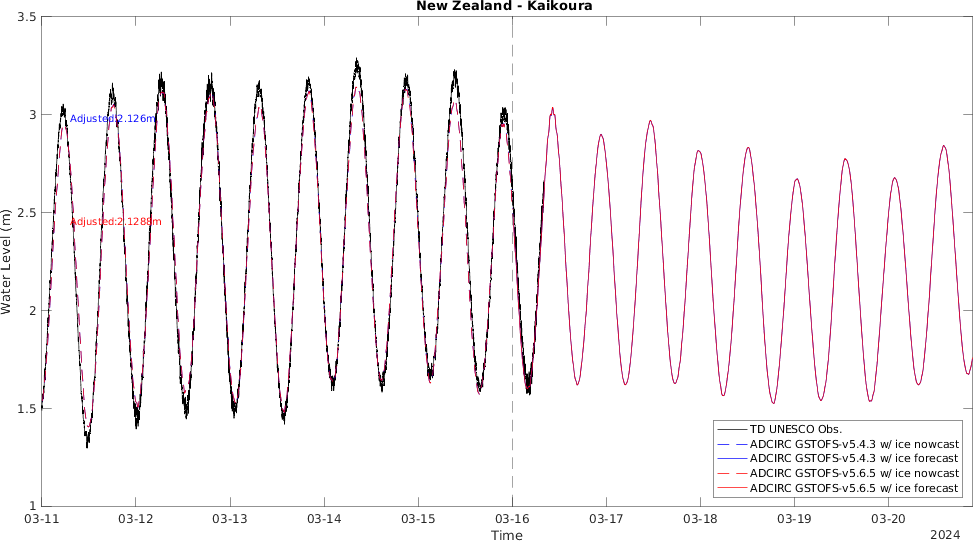 New Zealand - Kaikoura
3.5
3
2.5
2
1.5
1
Water Level (m)
Adjusted:2.126m
Adjusted:2.1288m
TD UNESCO Obs.
ADCIRC GSTOFS-v5.4.3 w/ ice nowcast
ADCIRC GSTOFS-v5.4.3 w/ ice forecast
ADCIRC GSTOFS-v5.6.5 w/ ice nowcast
ADCIRC GSTOFS-v5.6.5 w/ ice forecast
03-11 03-12 03-13 03-14 03-15 03-16 03-17 03-18 03-19 03-20
Time
2024